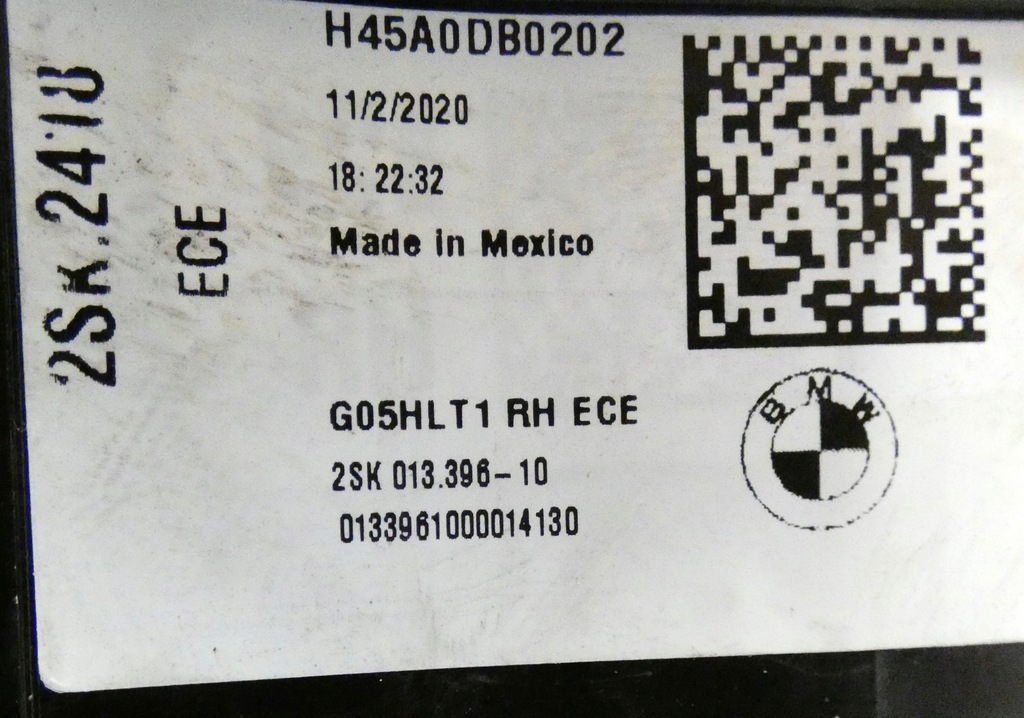 H45A0DB0202
11/2/2020
18: 22:32
Made in Mexico
2SK.2418
ECE
G05HLT1 RH ECE
2SK 013.396-10
0133961000014130
BMW